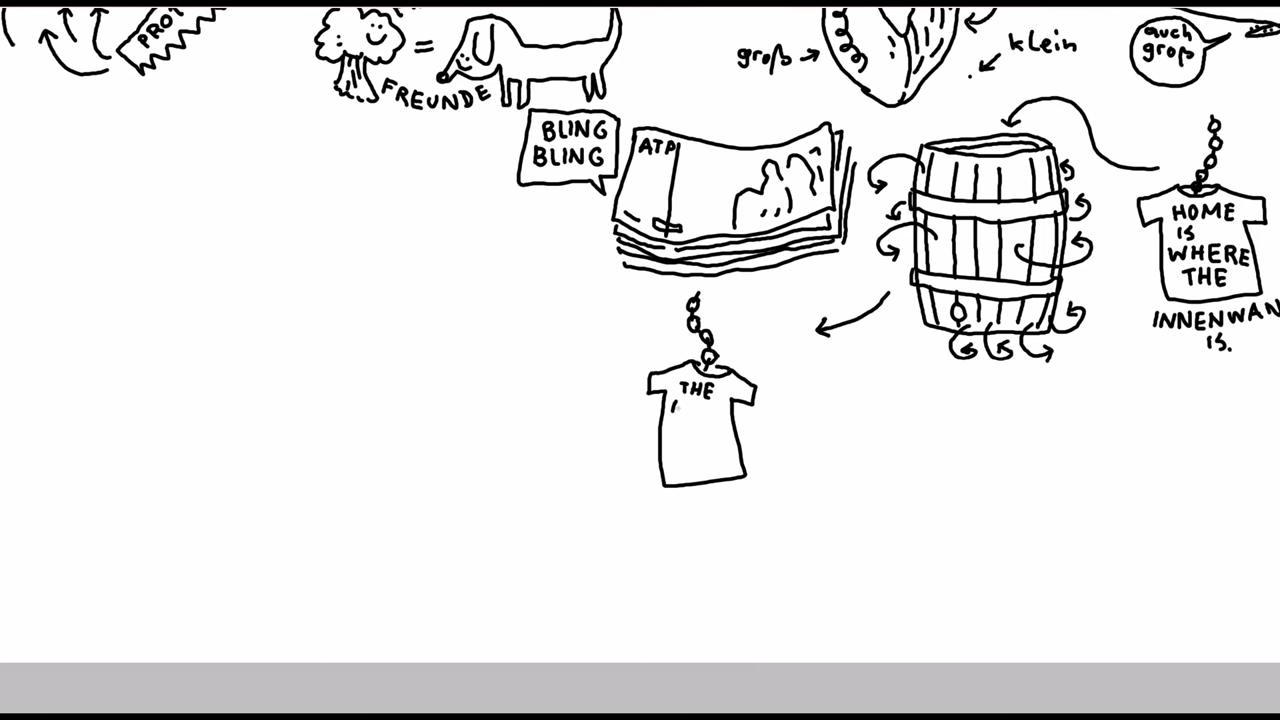 PRO
FREUNDE
groß
klein
auch
groß
BLING
BLING
ATP
HOME
IS
WHERE
THE
INNENWAN
IS.
THE